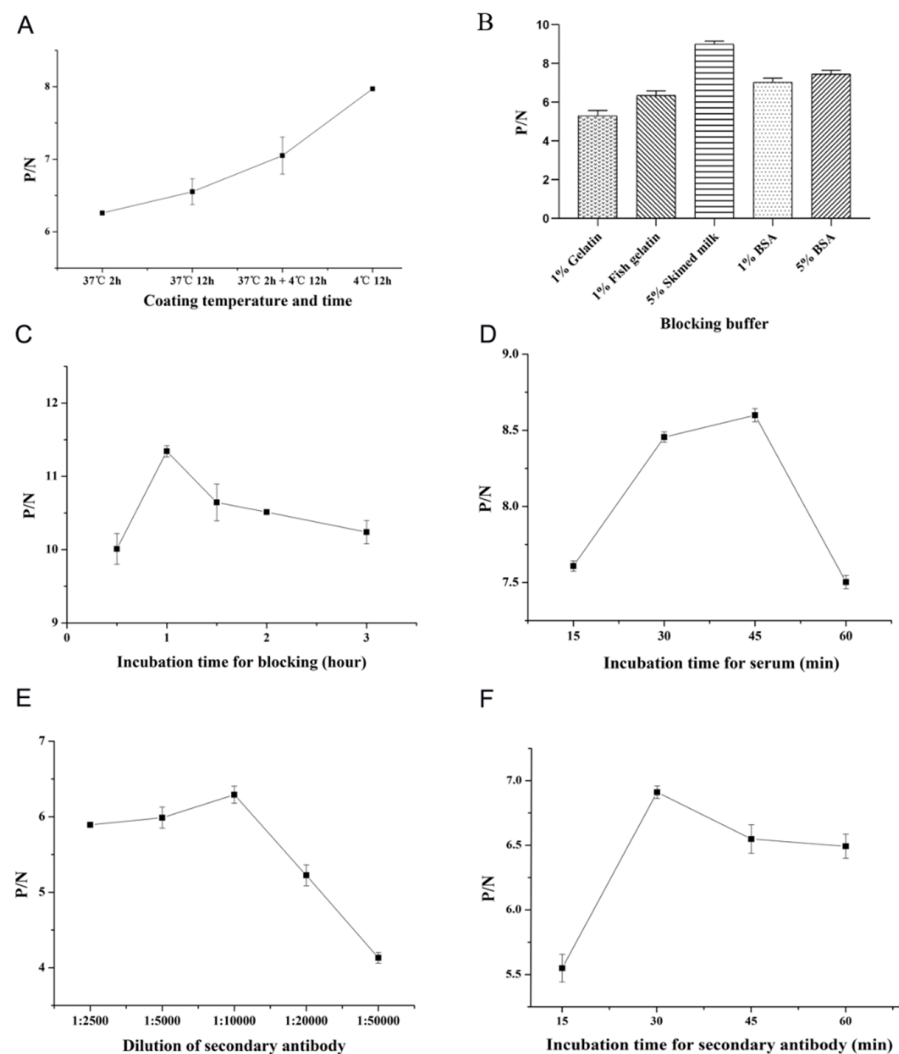 A
P/N
8
7
6
37℃ 2h
37℃ 12h
37℃ 2h + 4℃ 12h
4℃ 12h
Coating temperature and time
B
P/N
10
8
6
4
2
0
1% Gelatin
1% Fish gelatin
5% Skimed milk
1% BSA
5% BSA
Blocking buffer
C
P/N
12
11
10
9
0 1 2 3
Incubation time for blocking (hour)
D
P/N
9.0
8.5
8.0
7.5
15 30 45 60
Incubation time for serum (min)
E
P/N
7
6
5
4
1:2500 1:5000 1:10000 1:20000 1:50000
Dilution of secondary antibody
F
P/N
7.0
6.5
6.0
5.5
15 30 45 60
Incubation time for secondary antibody (min)